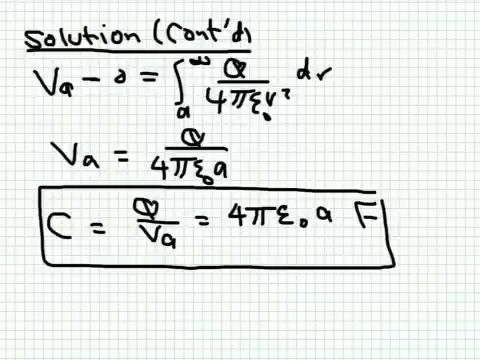 Solution (Cont'd)
Va - 0 = ∫_a^∞ Q / 4πε₀r² dr
Va = Q / 4πε₀a
C = Q / Va = 4πε₀a F